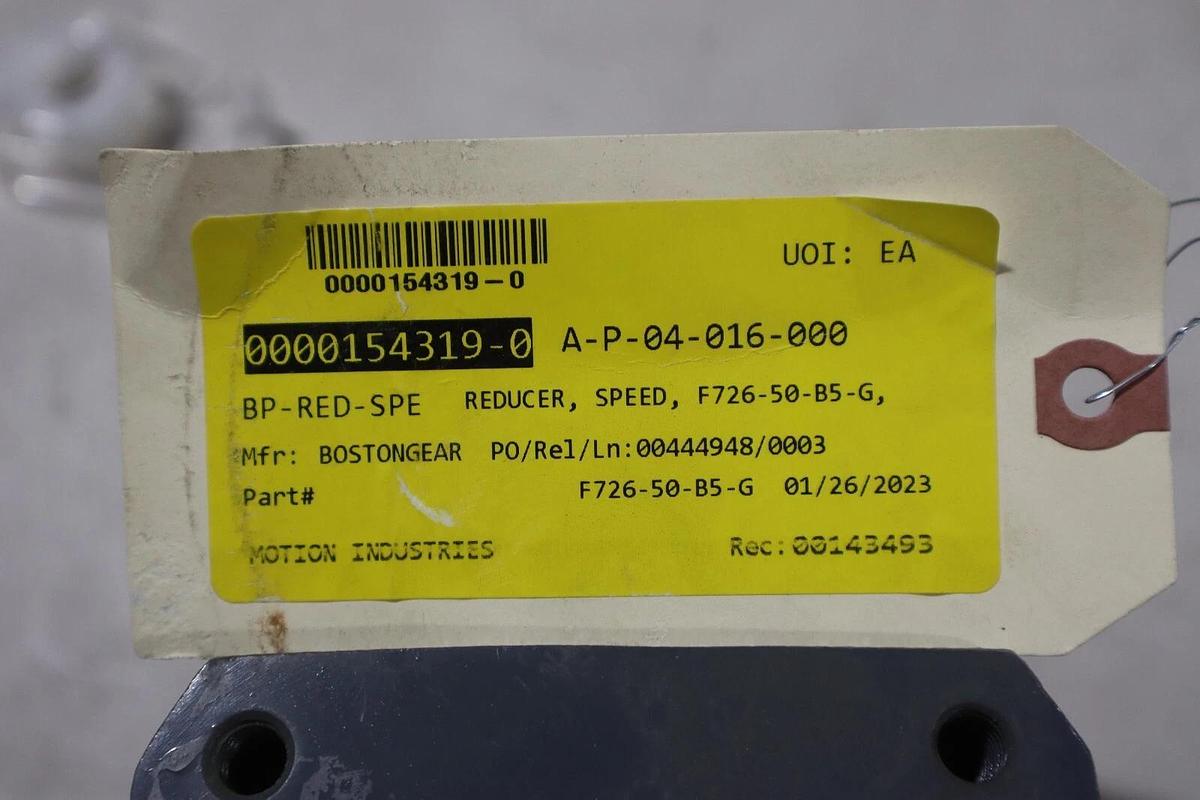 0000154319-0
UOI: EA
0000154319-0 A-P-04-016-000
BP-RED-SPE REDUCER, SPEED, F726-50-B5-G,
Mfr: BOSTONGEAR PO/Rel/Ln:00444948/0003
Part# F726-50-B5-G 01/26/2023
MOTION INDUSTRIES Rec:00143493